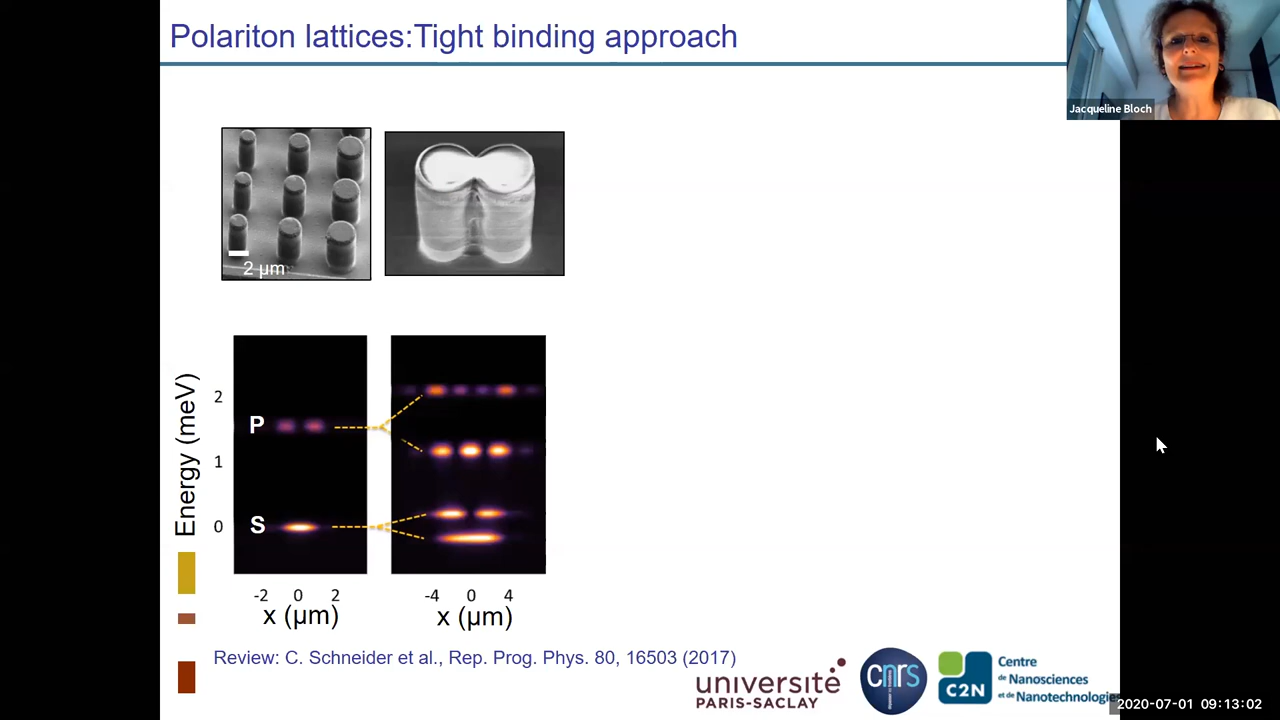 Polariton lattices:Tight binding approach
Jacqueline Bloch
2 µm
Energy (meV)
2
1
0
P
S
-2 0 2
x (µm)
-4 0 4
x (µm)
Review: C. Schneider et al., Rep. Prog. Phys. 80, 16503 (2017)
université
PARIS-SACLAY
cnrs
C2N
Centre
de Nanosciences
et de Nanotechnologie
2020-07-01 09:13:02